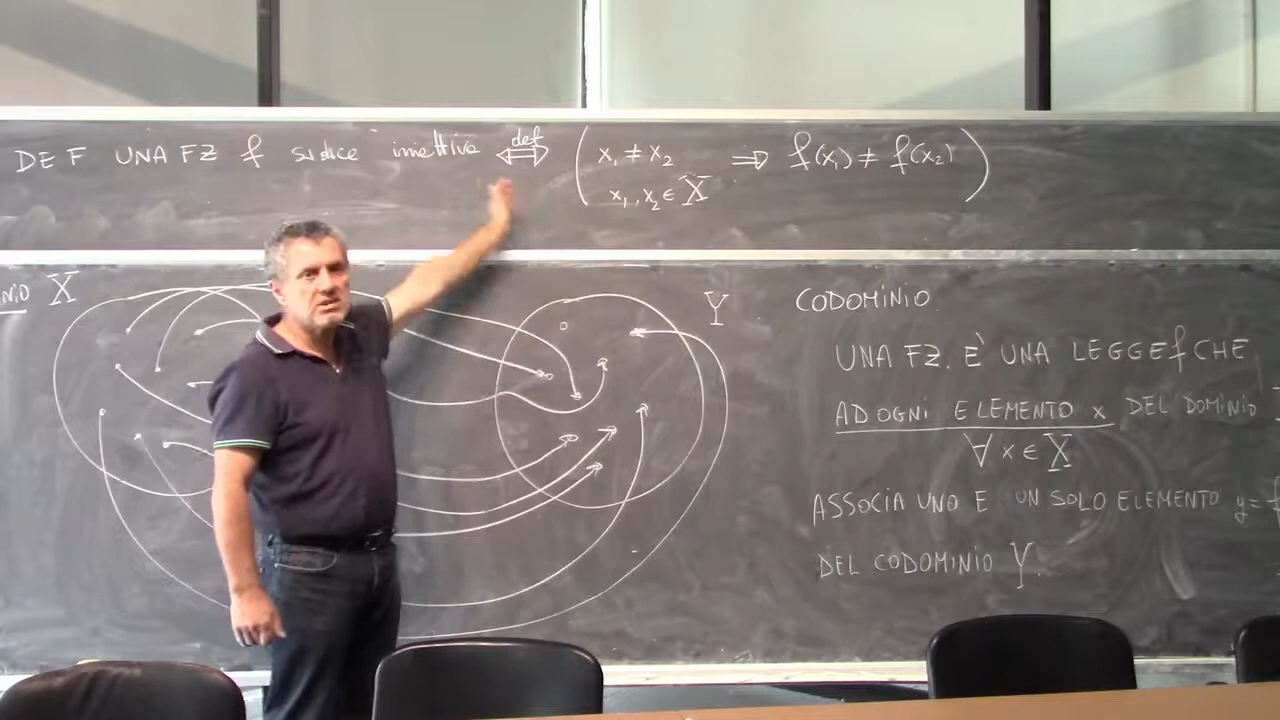 DEF UNA FZ f si dice iniettiva ⟺def ( x₁ ≠ x₂ ⟹ f(x₁) ≠ f(x₂) )
x₁, x₂ ∈ X
NIO X
Y CODOMINIO
UNA FZ. È UNA LEGGE f CHE
AD OGNI ELEMENTO x DEL DOMINIO
∀ x ∈ X
ASSOCIA UNO E UN SOLO ELEMENTO y = f
DEL CODOMINIO Y.